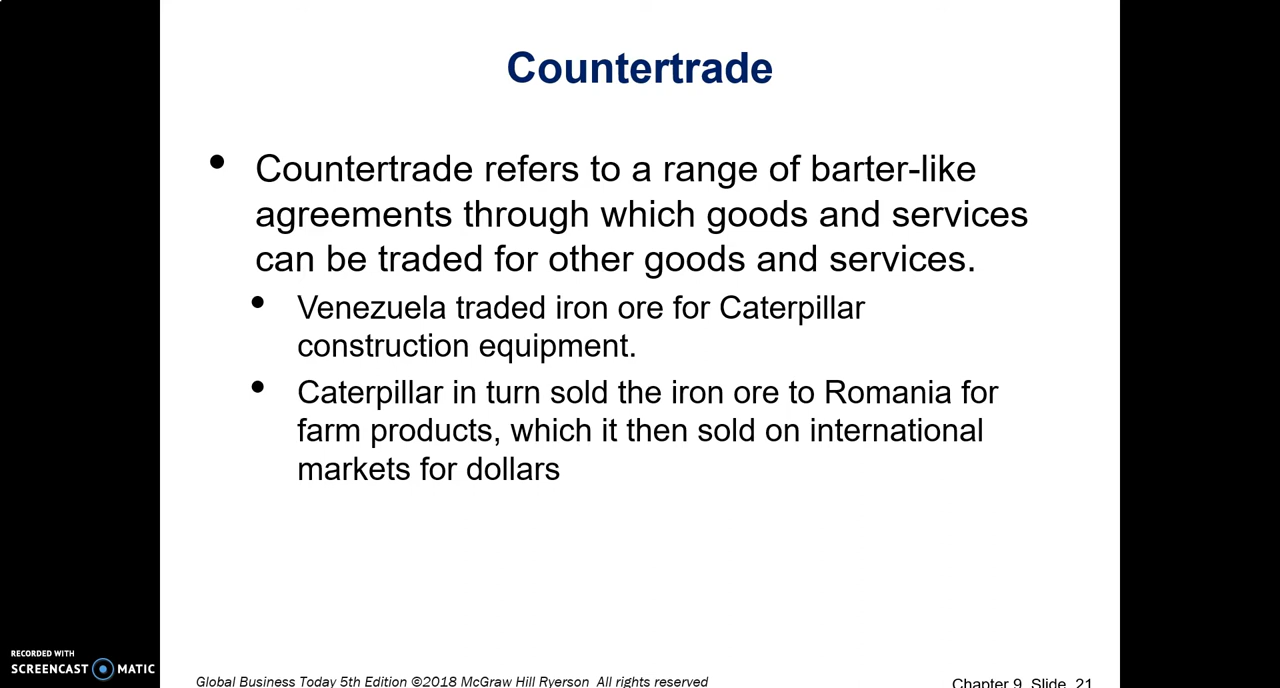 Countertrade
• Countertrade refers to a range of barter-like
agreements through which goods and services
can be traded for other goods and services.
• Venezuela traded iron ore for Caterpillar
construction equipment.
• Caterpillar in turn sold the iron ore to Romania for
farm products, which it then sold on international
markets for dollars
RECORDED WITH
SCREENCAST MATIC
Global Business Today 5th Edition ©2018 McGraw Hill Ryerson All rights reserved
Chapter 9, Slide, 21